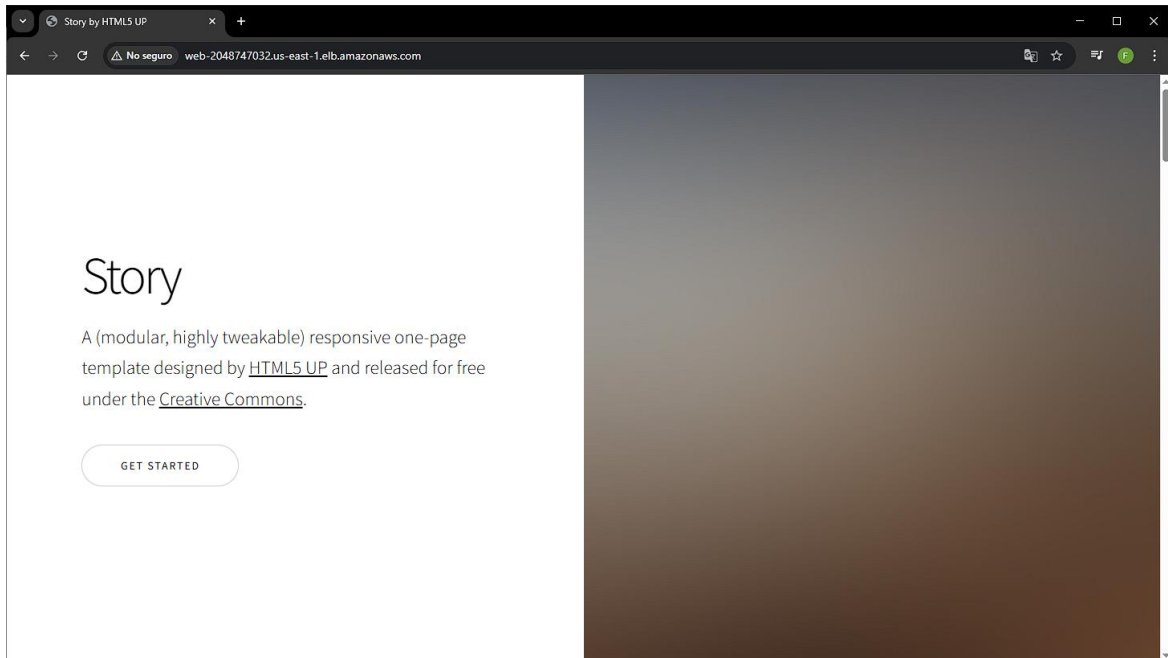 Story by HTML5 UP
No seguro web-2048747032.us-east-1.elb.amazonaws.com
F
Story
A (modular, highly tweakable) responsive one-page
template designed by HTML5 UP and released for free
under the Creative Commons.
GET STARTED